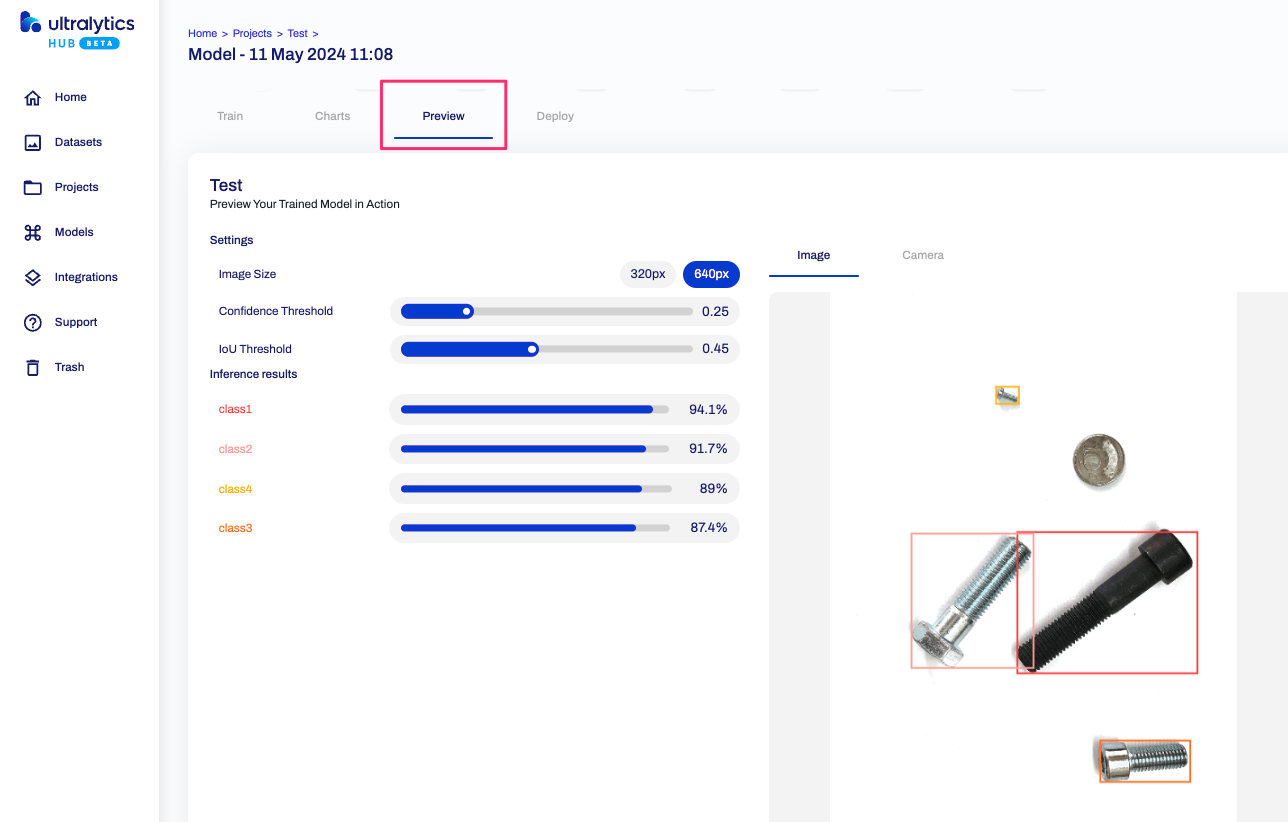 ultralytics
HUB BETA
Home
Datasets
Projects
Models
Integrations
Support
Trash
Home > Projects > Test >
Model - 11 May 2024 11:08
Train Charts Preview Deploy
Test
Preview Your Trained Model in Action
Settings
Image Size 320px 640px
Confidence Threshold 0.25
IoU Threshold 0.45
Inference results
class1 94.1%
class2 91.7%
class4 89%
class3 87.4%
Image Camera